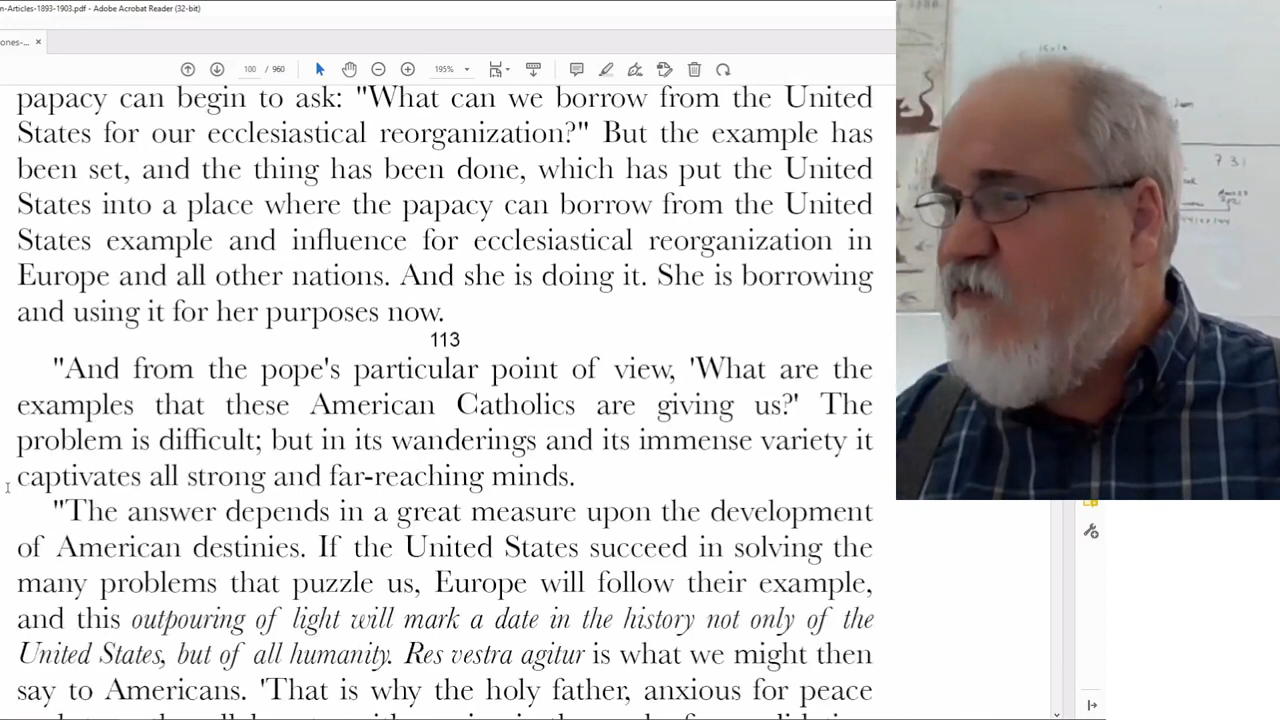 n-Articles-1893-1903.pdf - Adobe Acrobat Reader (32-bit)
ones-... ×
100 / 960
195%
papacy can begin to ask: "What can we borrow from the United
States for our ecclesiastical reorganization?" But the example has
been set, and the thing has been done, which has put the United
States into a place where the papacy can borrow from the United
States example and influence for ecclesiastical reorganization in
Europe and all other nations. And she is doing it. She is borrowing
and using it for her purposes now.
113
"And from the pope's particular point of view, 'What are the
examples that these American Catholics are giving us?' The
problem is difficult; but in its wanderings and its immense variety it
captivates all strong and far-reaching minds.
"The answer depends in a great measure upon the development
of American destinies. If the United States succeed in solving the
many problems that puzzle us, Europe will follow their example,
and this outpouring of light will mark a date in the history not only of the
United States, but of all humanity. Res vestra agitur is what we might then
say to Americans. 'That is why the holy father, anxious for peace
7 3 1